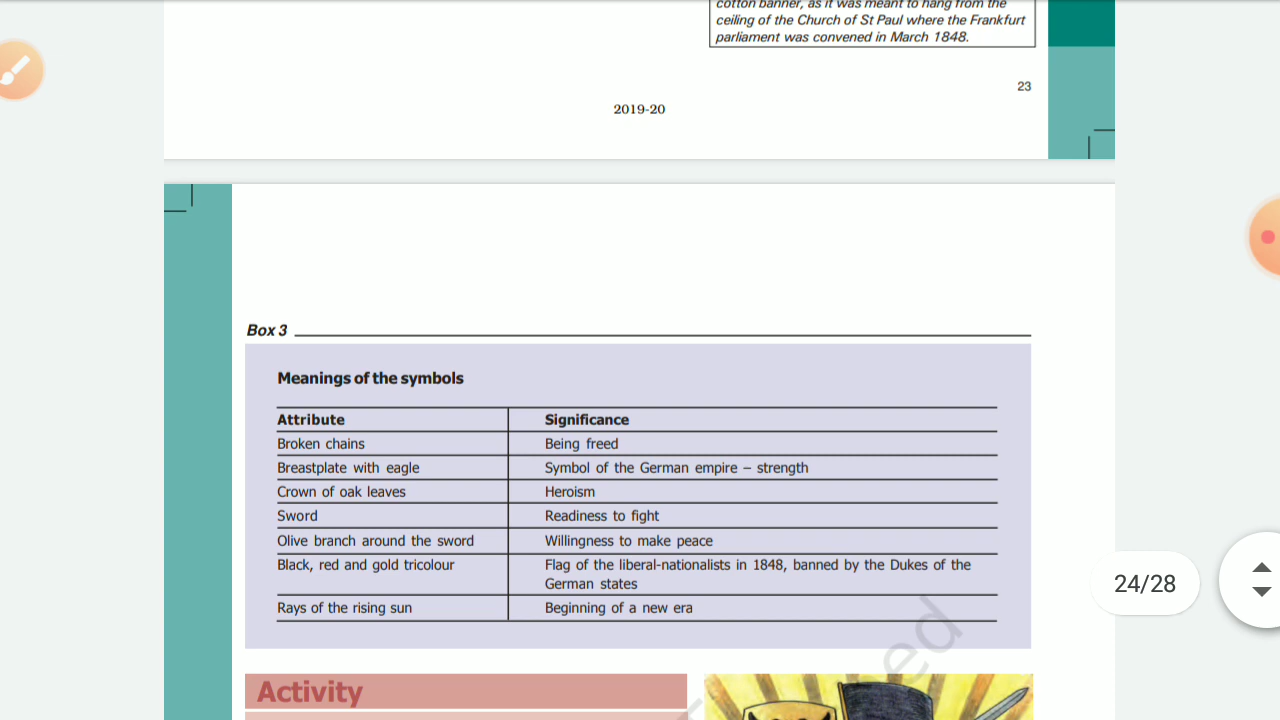 cotton banner, as it was meant to hang from the
ceiling of the Church of St Paul where the Frankfurt
parliament was convened in March 1848.
23
2019-20
Box 3
Meanings of the symbols
Attribute Significance
Broken chains Being freed
Breastplate with eagle Symbol of the German empire – strength
Crown of oak leaves Heroism
Sword Readiness to fight
Olive branch around the sword Willingness to make peace
Black, red and gold tricolour Flag of the liberal-nationalists in 1848, banned by the Dukes of the
German states
Rays of the rising sun Beginning of a new era
24/28
Activity